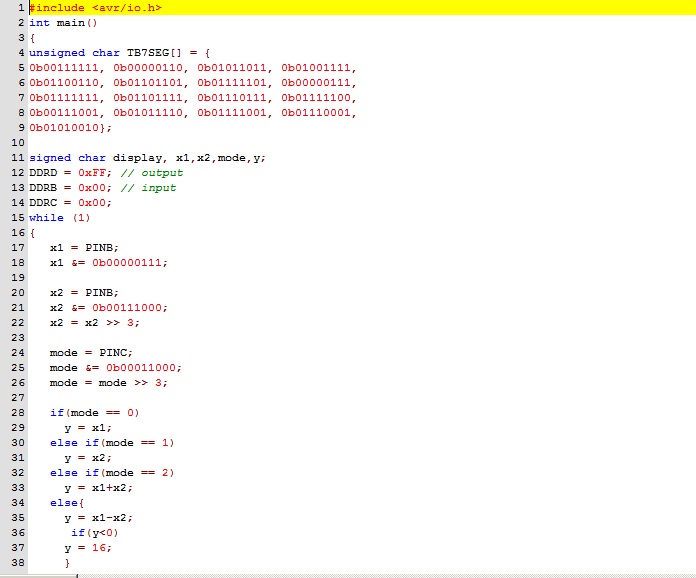 1 #include <avr/io.h>
2 int main()
3 {
4 unsigned char TB7SEG[] = {
5 0b00111111, 0b00000110, 0b01011011, 0b01001111,
6 0b01100110, 0b01101101, 0b01111101, 0b00000111,
7 0b01111111, 0b01101111, 0b01110111, 0b01111100,
8 0b00111001, 0b01011110, 0b01111001, 0b01110001,
9 0b01010010};
10
11 signed char display, x1,x2,mode,y;
12 DDRD = 0xFF; // output
13 DDRB = 0x00; // input
14 DDRC = 0x00;
15 while (1)
16 {
17    x1 = PINB;
18    x1 &= 0b00000111;
19
20    x2 = PINB;
21    x2 &= 0b00111000;
22    x2 = x2 >> 3;
23
24    mode = PINC;
25    mode &= 0b00011000;
26    mode = mode >> 3;
27
28    if(mode == 0)
29      y = x1;
30    else if(mode == 1)
31      y = x2;
32    else if(mode == 2)
33      y = x1+x2;
34    else{
35      y = x1-x2;
36       if(y<0)
37      y = 16;
38      }